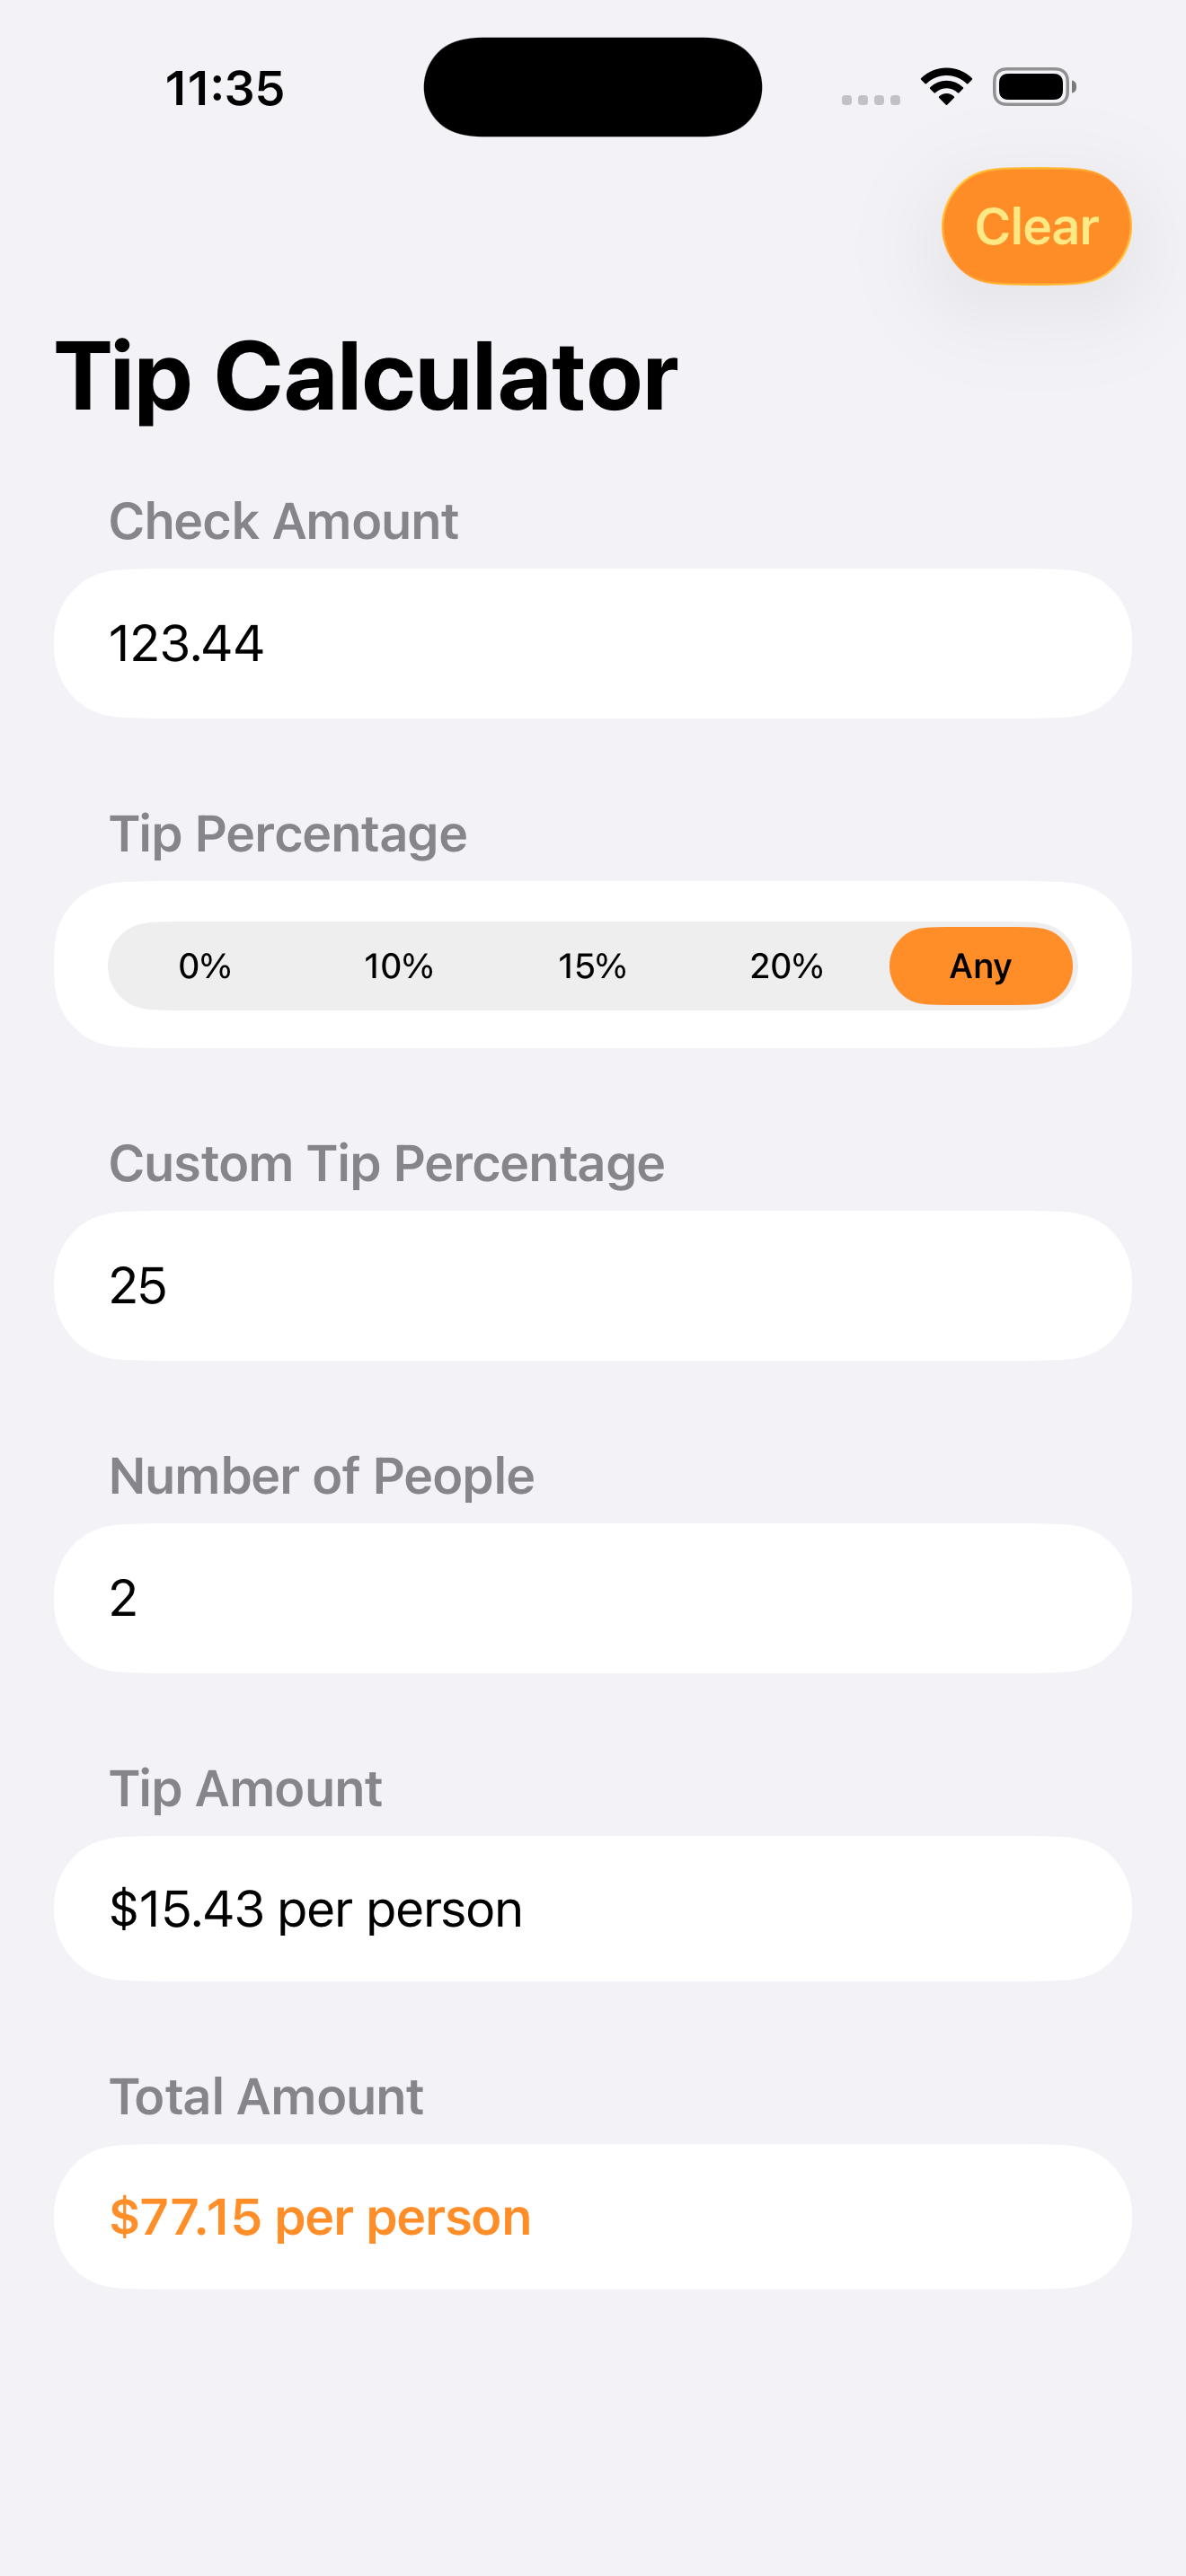 11:35
Clear
Tip Calculator
Check Amount
123.44
Tip Percentage
0% 10% 15% 20% Any
Custom Tip Percentage
25
Number of People
2
Tip Amount
$15.43 per person
Total Amount
$77.15 per person